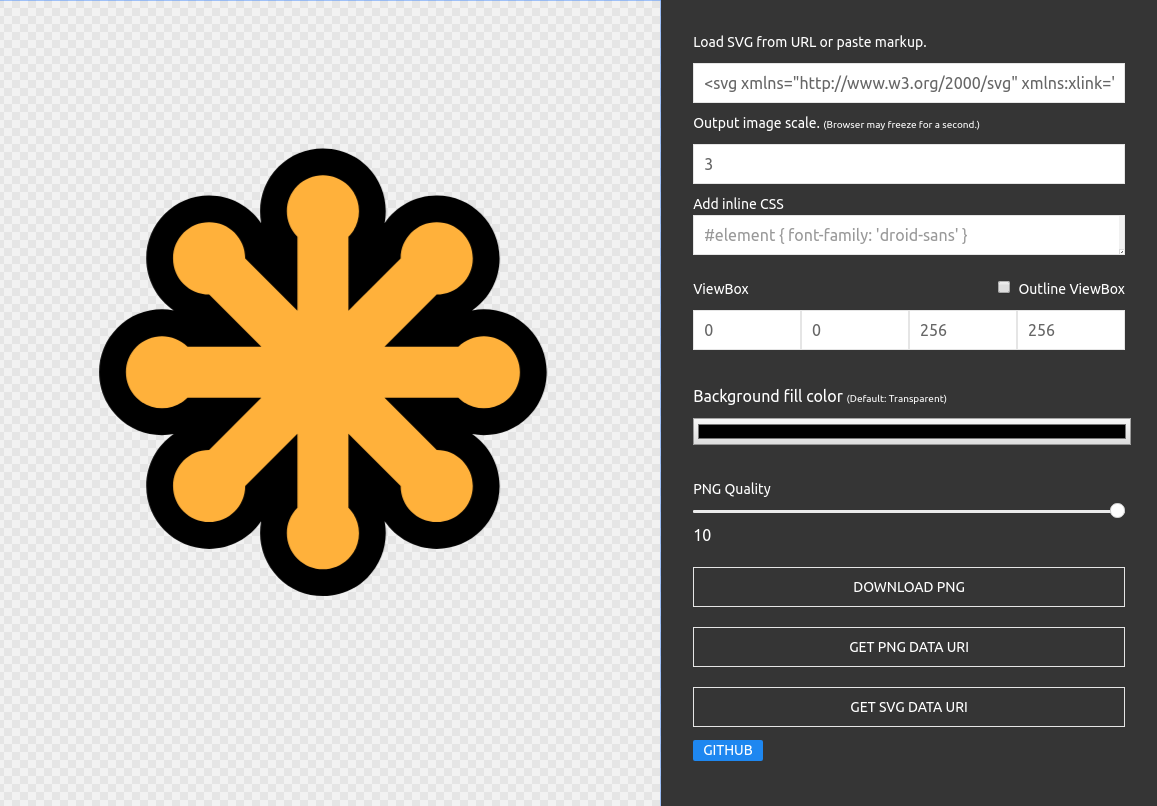 Load SVG from URL or paste markup.
<svg xmlns="http://www.w3.org/2000/svg" xmlns:xlink='
Output image scale. (Browser may freeze for a second.)
3
Add inline CSS
#element { font-family: 'droid-sans' }
ViewBox
Outline ViewBox
0
0
256
256
Background fill color (Default: Transparent)
PNG Quality
10
DOWNLOAD PNG
GET PNG DATA URI
GET SVG DATA URI
GITHUB